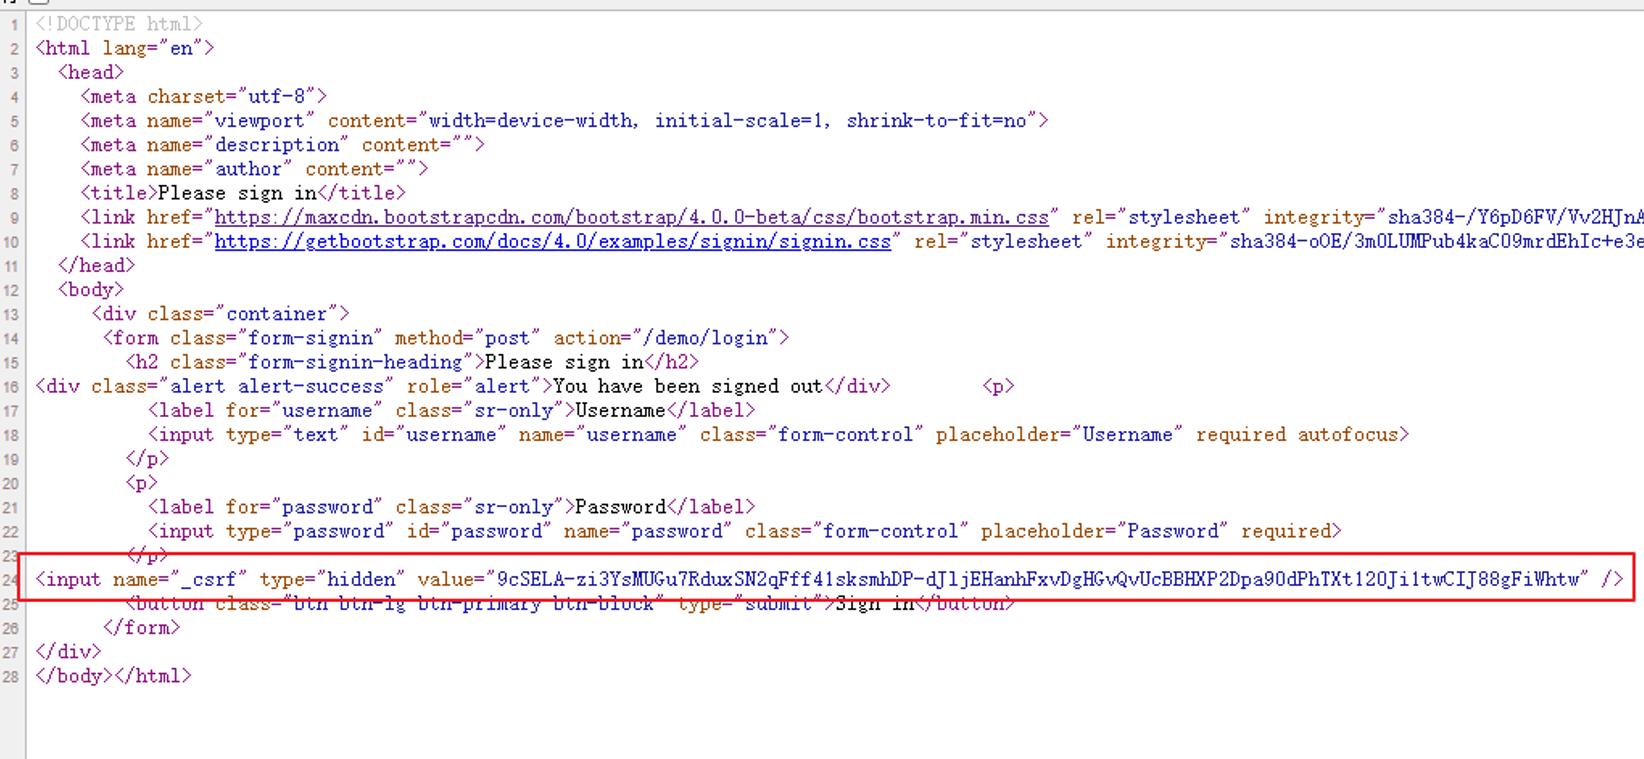 1 <!DOCTYPE html>
2 <html lang="en">
3 <head>
4 <meta charset="utf-8">
5 <meta name="viewport" content="width=device-width, initial-scale=1, shrink-to-fit=no">
6 <meta name="description" content="">
7 <meta name="author" content="">
8 <title>Please sign in</title>
9 <link href="https://maxcdn.bootstrapcdn.com/bootstrap/4.0.0-beta/css/bootstrap.min.css" rel="stylesheet" integrity="sha384-/Y6pD6FV/Vv2HJnA
10 <link href="https://getbootstrap.com/docs/4.0/examples/signin/signin.css" rel="stylesheet" integrity="sha384-oOE/3m0LUMPub4kaC09mrdEhIc+e3e
11 </head>
12 <body>
13 <div class="container">
14 <form class="form-signin" method="post" action="/demo/login">
15 <h2 class="form-signin-heading">Please sign in</h2>
16 <div class="alert alert-success" role="alert">You have been signed out</div> <p>
17 <label for="username" class="sr-only">Username</label>
18 <input type="text" id="username" name="username" class="form-control" placeholder="Username" required autofocus>
19 </p>
20 <p>
21 <label for="password" class="sr-only">Password</label>
22 <input type="password" id="password" name="password" class="form-control" placeholder="Password" required>
23 </p>
24 <input name="_csrf" type="hidden" value="9cSELA-zi3YsMUGu7RduxSN2qFff41sksmhDP-dJljEHanhFxvDgHGvQvUcBBHXP2Dpa90dPhTXt120Ji1twCIJ88gFiWhtw" />
25 <button class="btn btn-lg btn-primary btn-block" type="submit">Sign in</button>
26 </form>
27 </div>
28 </body></html>